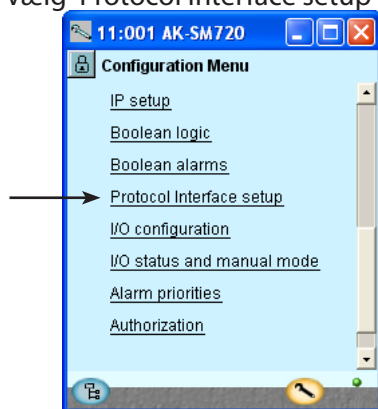 Vælg "Protocol Interface setup"
11:001 AK-SM720
Configuration Menu
IP setup
Boolean logic
Boolean alarms
Protocol Interface setup
I/O configuration
I/O status and manual mode
Alarm priorities
Authorization